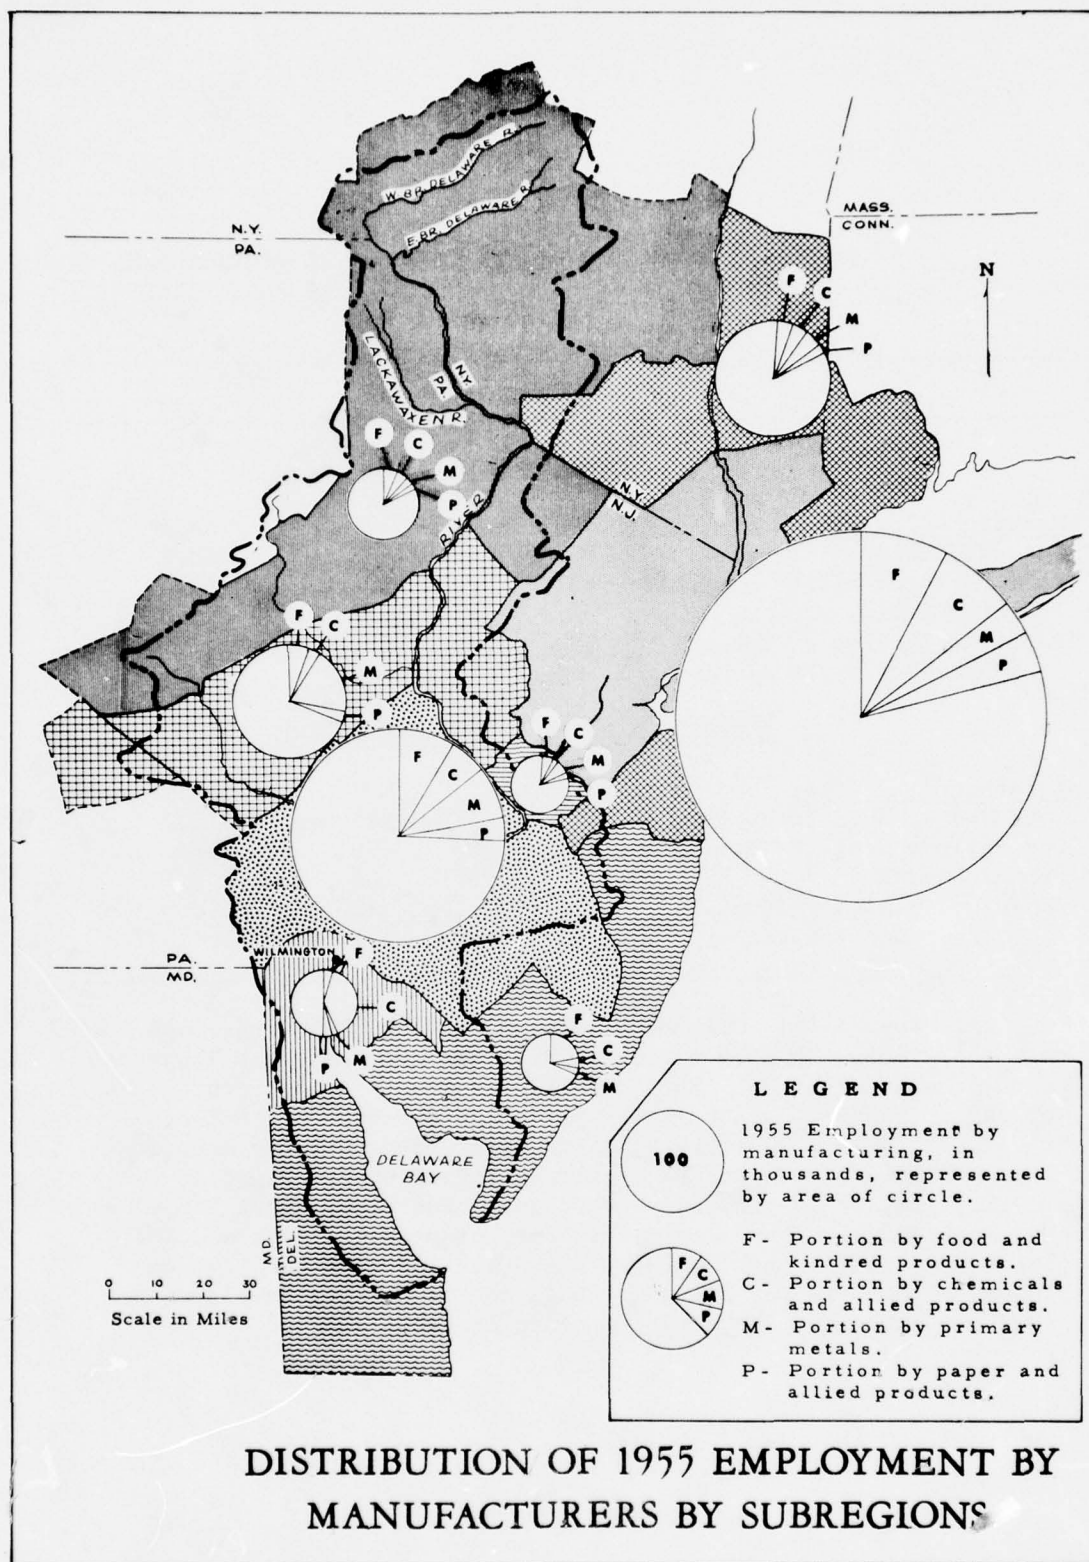 W. BR. DELAWARE R.
E. BR. DELAWARE R.
N.Y.
PA.
MASS.
CONN.
N
F
C
M
P
LACKAWAXEN R.
N.Y.
PA.
F
C
M
P
RIVER
N.Y.
N.J.
F
C
M
P
F
C
M
P
F
C
M
P
F
C
M
P
PA.
MD.
WILMINGTON
F
C
M
P
F
C
M
DELAWARE
BAY
MD.
DEL.
0 10 20 30
Scale in Miles
LEGEND
100
1955 Employment by
manufacturing, in
thousands, represented
by area of circle.
F
C
M
P
F - Portion by food and
kindred products.
C - Portion by chemicals
and allied products.
M - Portion by primary
metals.
P - Portion by paper and
allied products.
DISTRIBUTION OF 1955 EMPLOYMENT BY
MANUFACTURERS BY SUBREGIONS